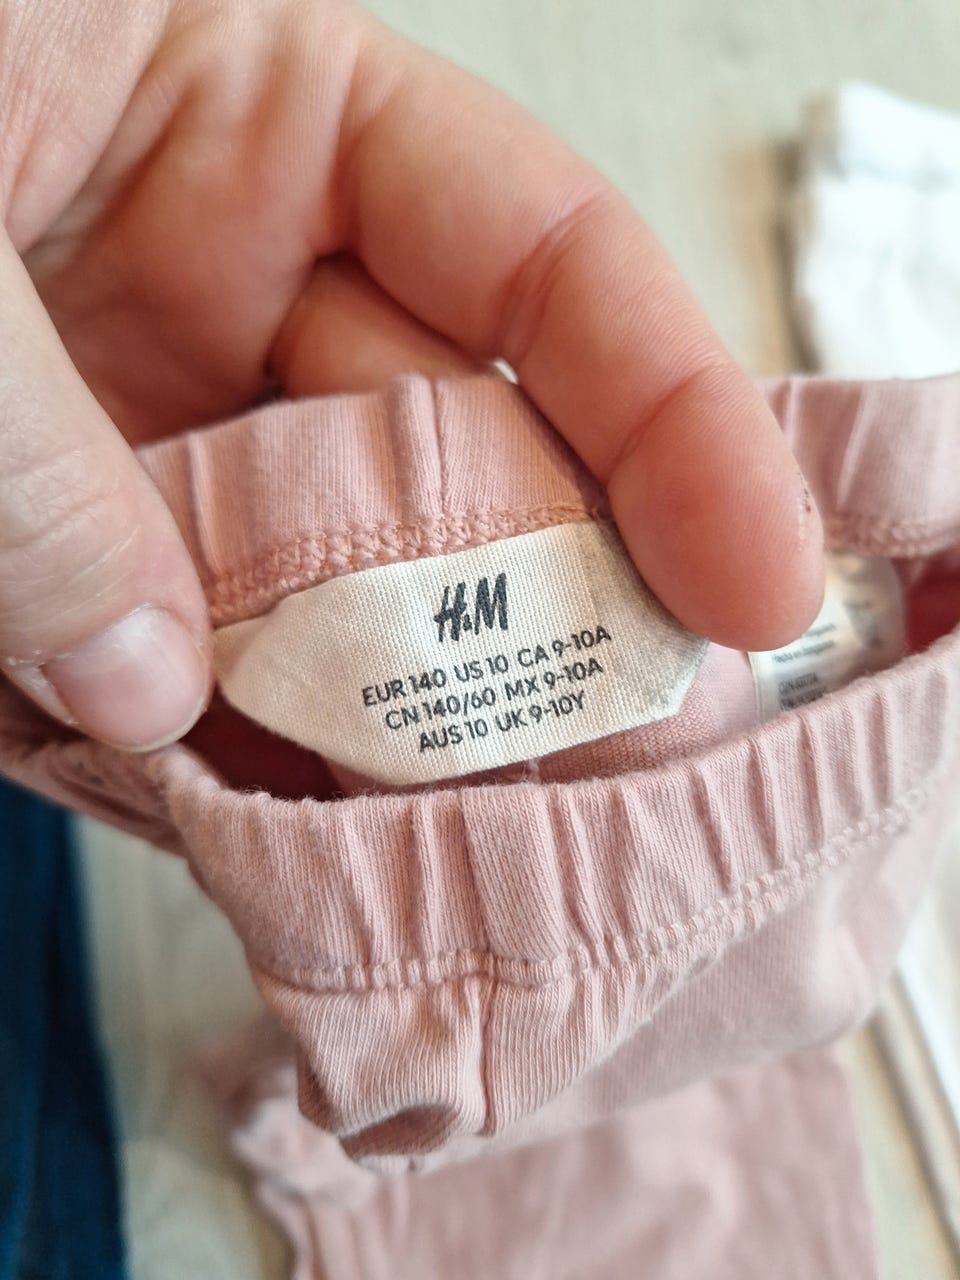 H&M
EUR 140 US 10 CA 9-10A
CN 140/60 MX 9-10A
AUS 10 UK 9-10Y